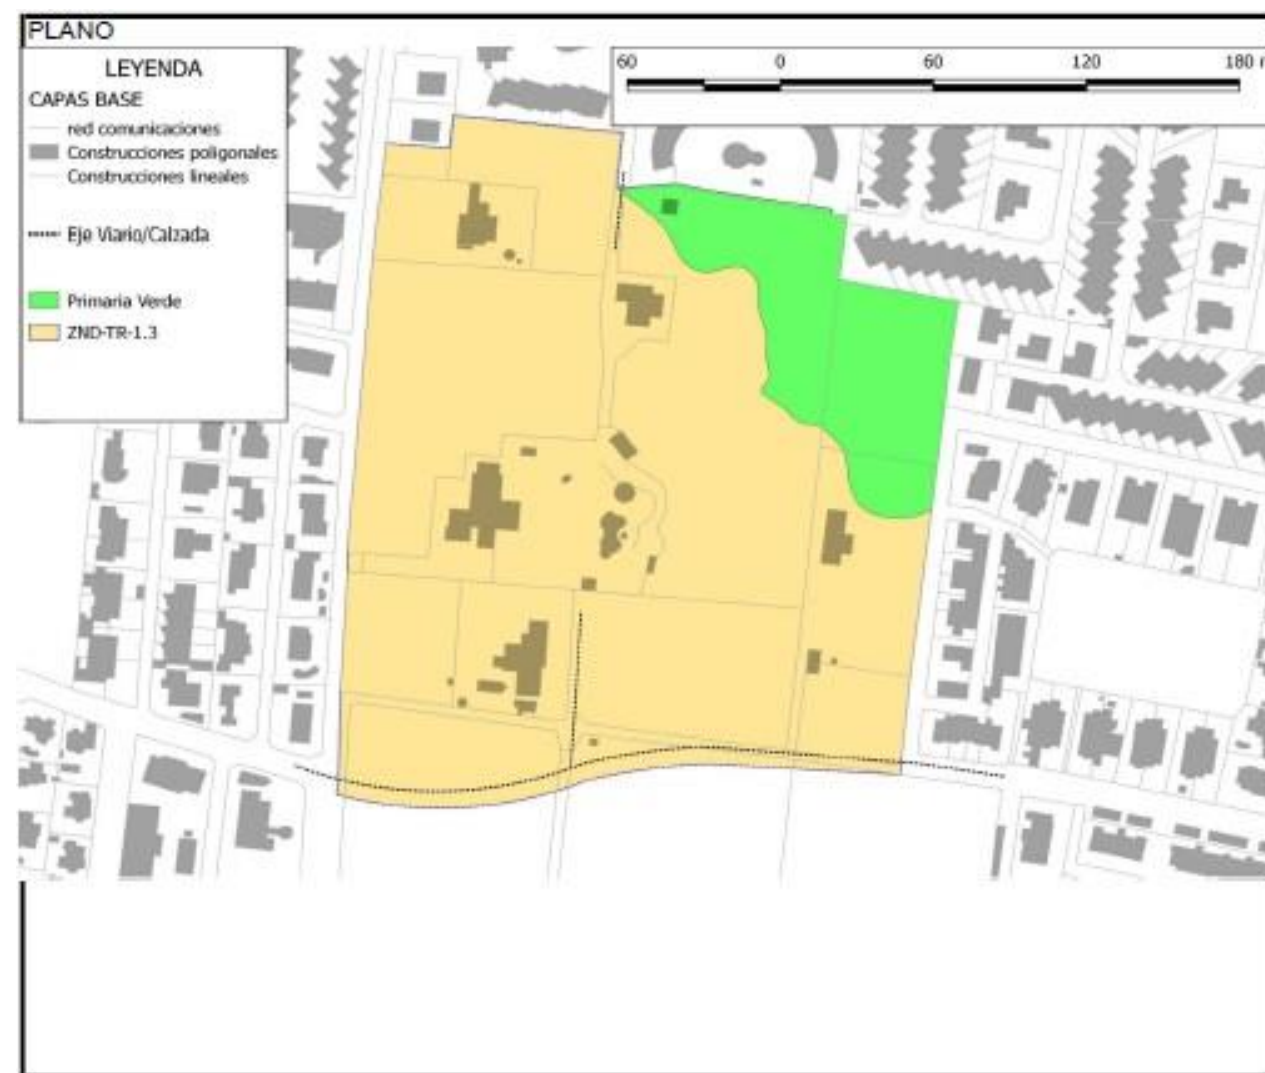 PLANO
LEYENDA
CAPAS BASE
red comunicaciones
Construcciones poligonales
Construcciones lineales
Eje Viario/Calzada
Primaria Verde
ZND-TR-1.3
60 0 60 120 180